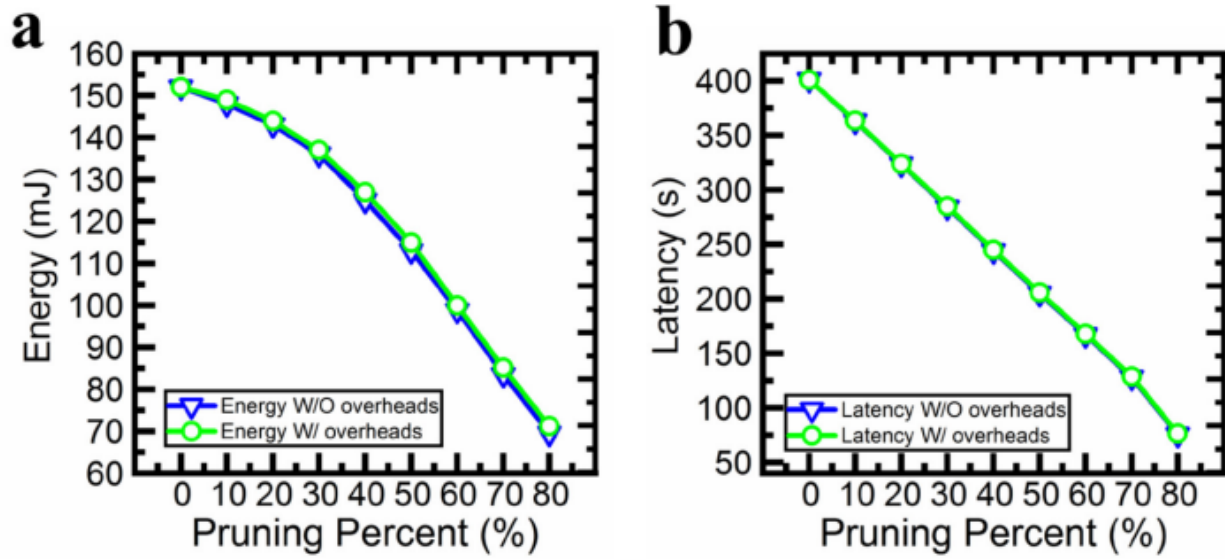 a
Energy (mJ)
160
150
140
130
120
110
100
90
80
70
60
Energy W/O overheads
Energy W/ overheads
0 10 20 30 40 50 60 70 80
Pruning Percent (%)
b
Latency (s)
400
350
300
250
200
150
100
50
Latency W/O overheads
Latency W/ overheads
0 10 20 30 40 50 60 70 80
Pruning Percent (%)